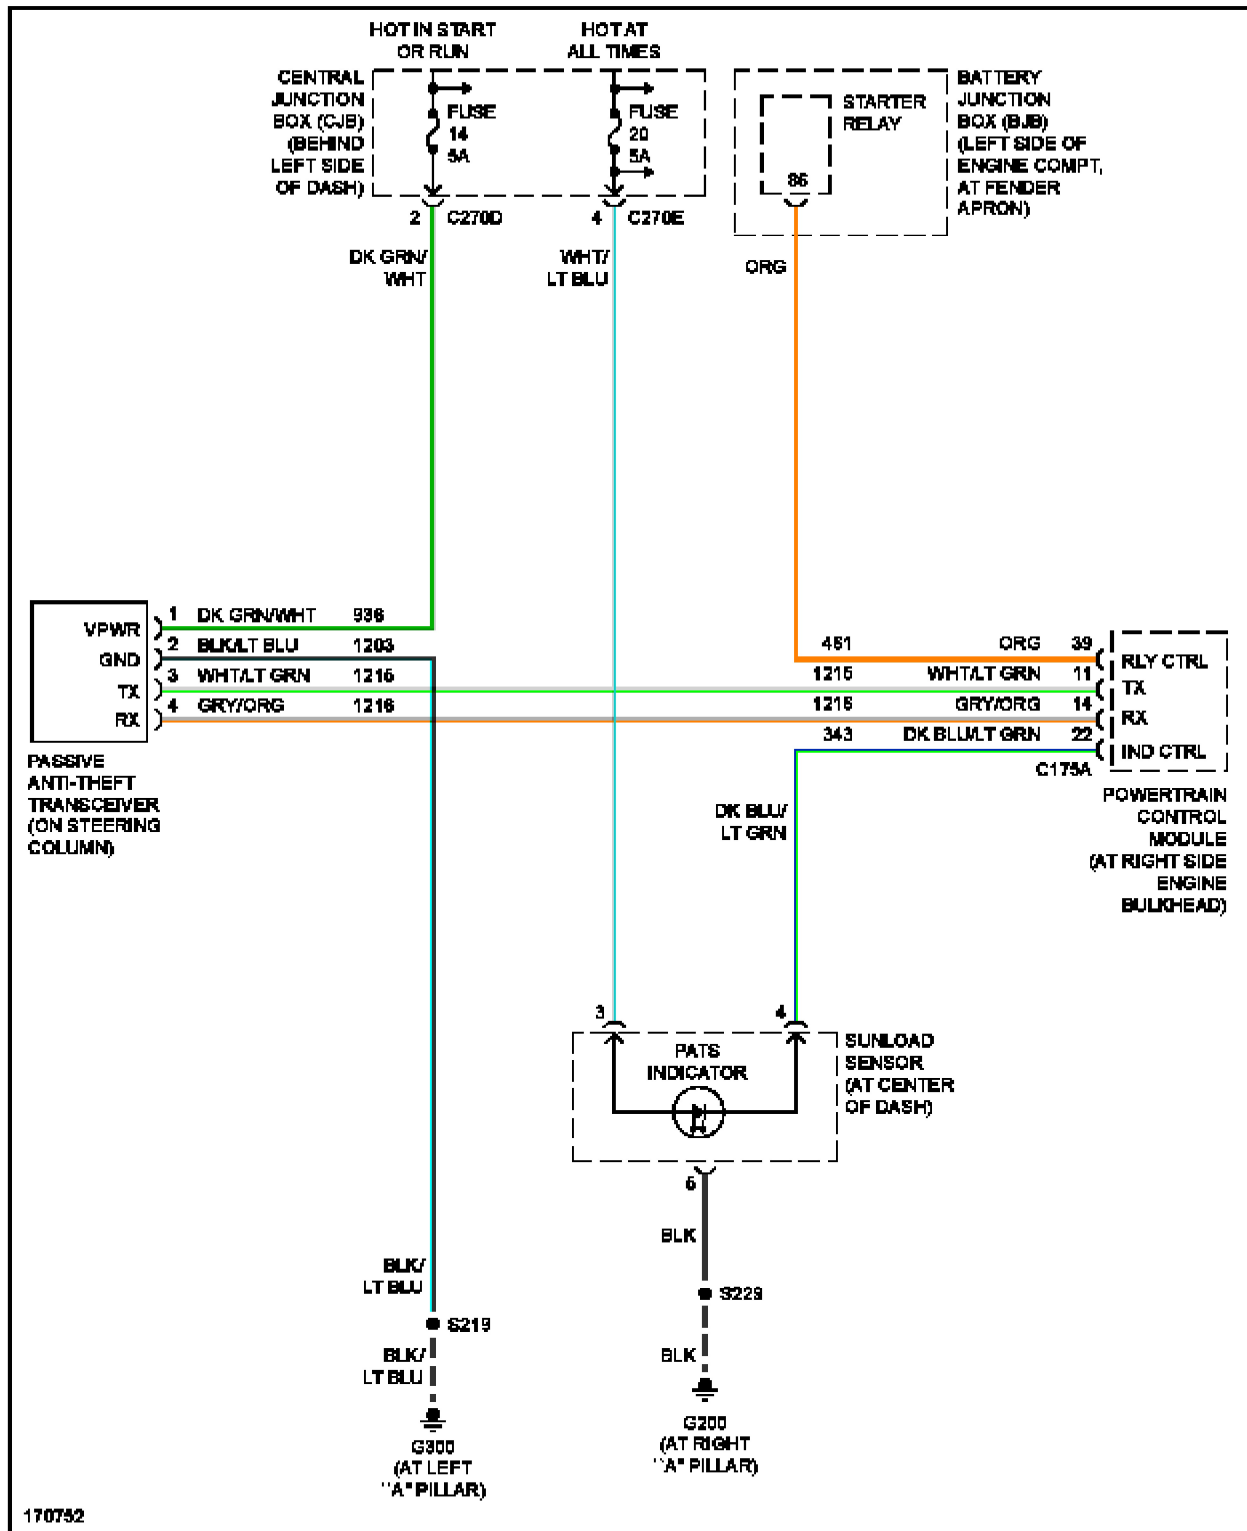 HOT IN START
OR RUN
HOT AT
ALL TIMES
CENTRAL
JUNCTION
BOX (CJB)
(BEHIND
LEFT SIDE
OF DASH)
FUSE
14
5A
FUSE
20
5A
STARTER
RELAY
86
BATTERY
JUNCTION
BOX (BJB)
(LEFT SIDE OF
ENGINE COMPT,
AT FENDER
APRON)
2 C270D
4 C270E
DK GRN/
WHT
WHT/
LT BLU
ORG
VPWR 1 DK GRN/WHT 936
GND 2 BLK/LT BLU 1203
TX 3 WHT/LT GRN 1215
RX 4 GRY/ORG 1216
PASSIVE
ANTI-THEFT
TRANSCEIVER
(ON STEERING
COLUMN)
461 ORG 39 RLY CTRL
1215 WHT/LT GRN 11 TX
1216 GRY/ORG 14 RX
343 DK BLU/LT GRN 22 IND CTRL
C175A
POWERTRAIN
CONTROL
MODULE
(AT RIGHT SIDE
ENGINE
BULKHEAD)
DK BLU/
LT GRN
3
4
PATS
INDICATOR
SUNLOAD
SENSOR
(AT CENTER
OF DASH)
BLK
S229
BLK
G200
(AT RIGHT
"A" PILLAR)
BLK/
LT BLU
S219
BLK/
LT BLU
G300
(AT LEFT
"A" PILLAR)
170752